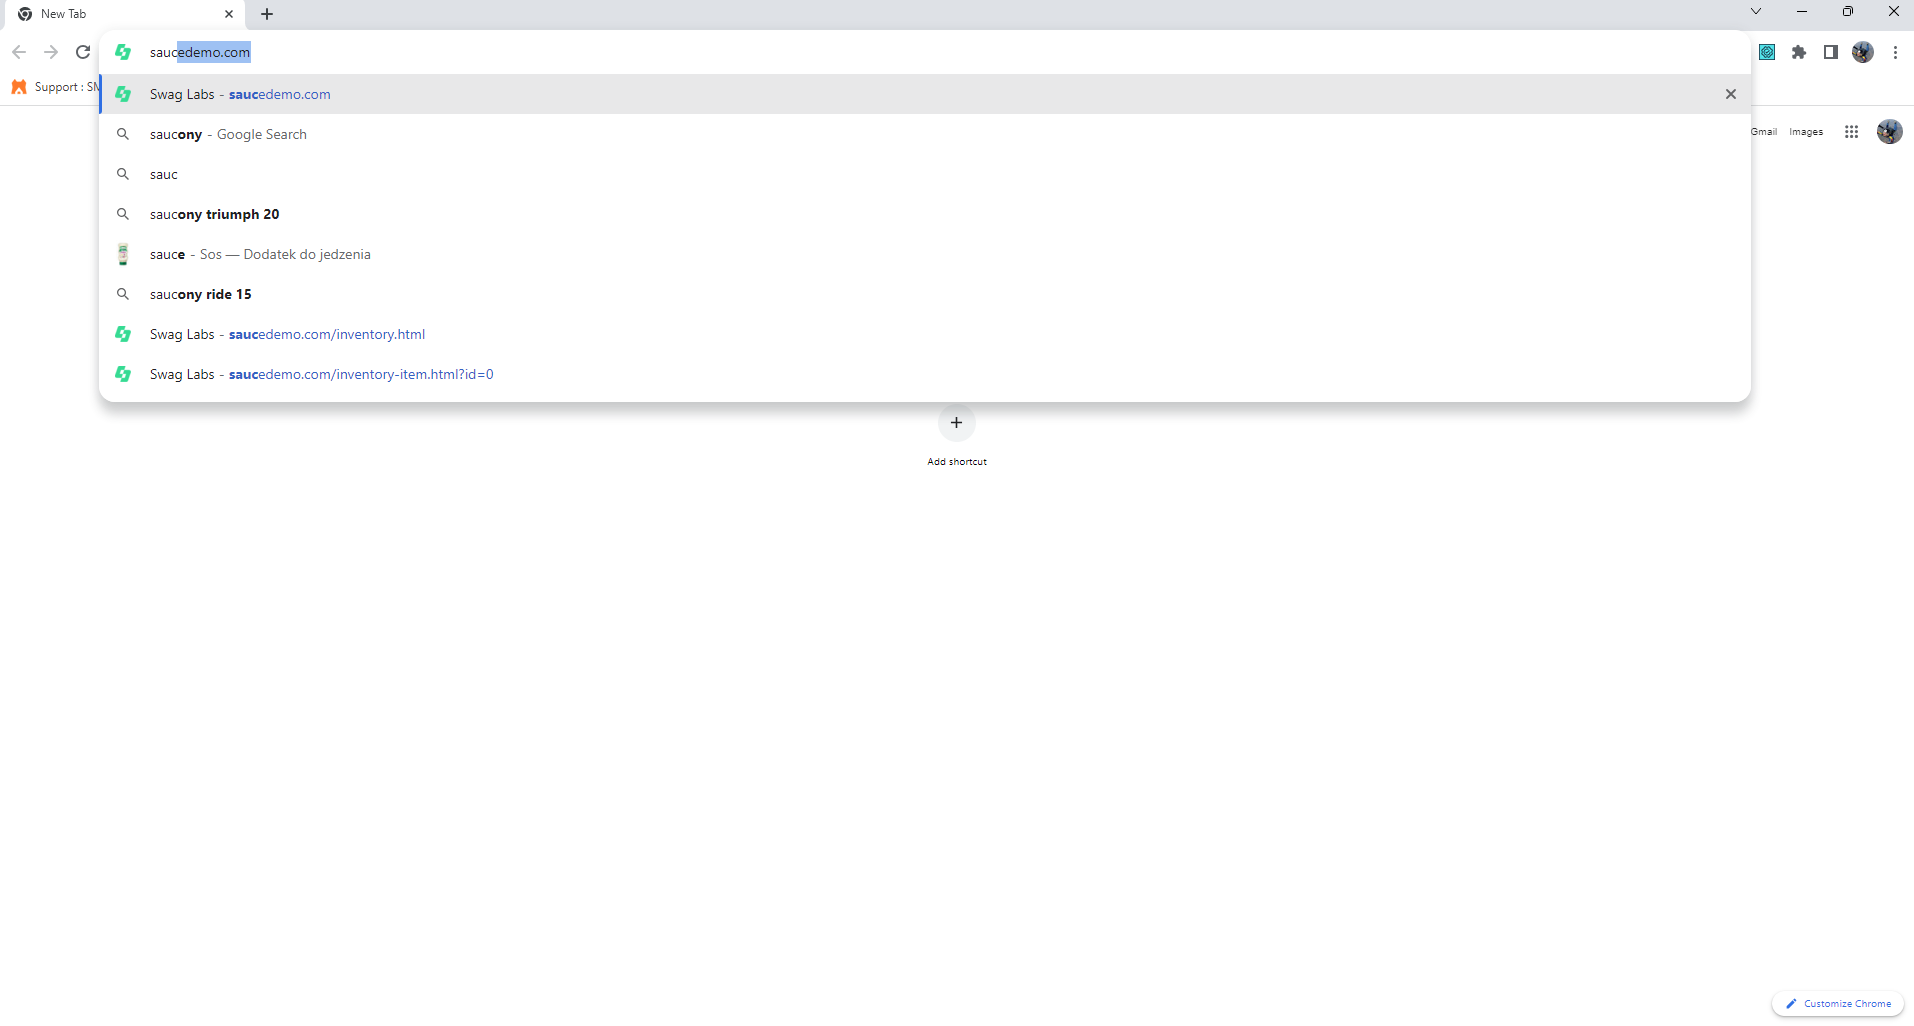 New Tab
saucedemo.com
Support : SM
Swag Labs - saucedemo.com
saucony - Google Search
Gmail Images
sauc
saucony triumph 20
sauce - Sos — Dodatek do jedzenia
saucony ride 15
Swag Labs - saucedemo.com/inventory.html
Swag Labs - saucedemo.com/inventory-item.html?id=0
Add shortcut
Customize Chrome